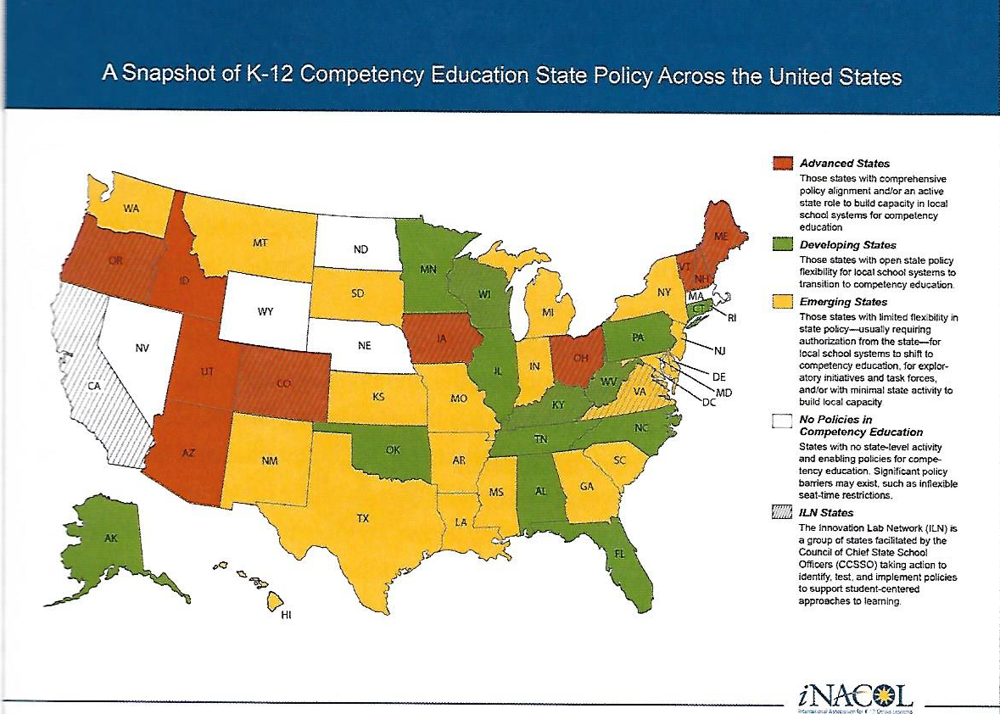 A Snapshot of K-12 Competency Education State Policy Across the United States
Advanced States
Those states with comprehensive
policy alignment and/or an active
state role to build capacity in local
school systems for competency
education
Developing States
Those states with open state policy
flexibility for local school systems to
transition to competency education.
Emerging States
Those states with limited flexibility in
state policy—usually requiring
authorization from the state—for
local school systems to shift to
competency education, for explor-
atory initiatives and task forces,
and/or with minimal state activity to
build local capacity
No Policies in
Competency Education
States with no state-level activity
and enabling policies for compe-
tency education. Significant policy
barriers may exist, such as inflexible
seat-time restrictions.
ILN States
The Innovation Lab Network (ILN) is
a group of states facilitated by the
Council of Chief State School
Officers (CCSSO) taking action to
identify, test, and implement policies
to support student-centered
approaches to learning.
WA
OR
ID
MT
ND
MN
SD
WY
WI
MI
NY
VT
NH
ME
MA
CT
RI
NV
CA
UT
CO
NE
IA
IL
IN
OH
PA
NJ
DE
MD
DC
WV
VA
KY
KS
MO
AZ
NM
OK
AR
TN
NC
SC
TX
LA
MS
AL
GA
FL
AK
HI
iNACOL